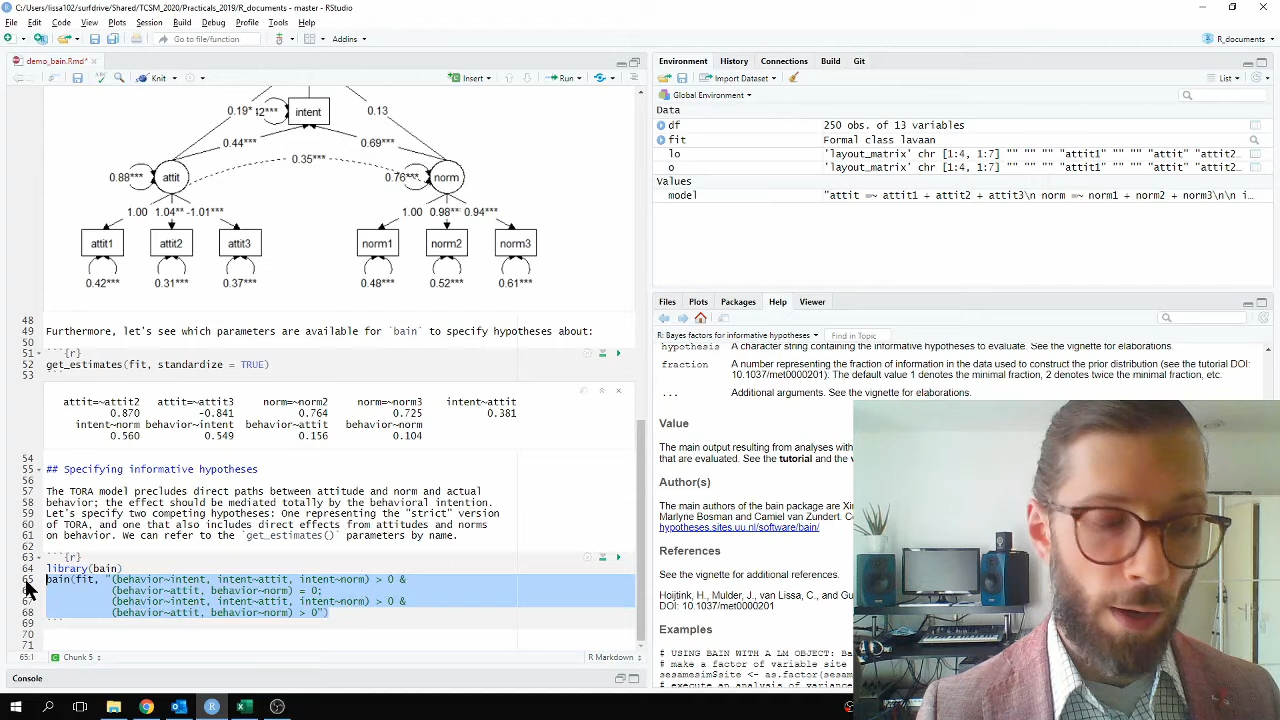 C:/Users/lissa102/surfdrive/Shared/TCSM_2020/Practicals_2019/R_documents - master - RStudio
File Edit Code View Plots Session Build Debug Profile Tools Help
Go to file/function Addins R_documents
demo_bain.Rmd*
Knit Insert Run
0.19* 0.13
intent
0.44*** 0.69***
0.35***
0.88*** attit 0.76*** norm
1.00 1.04** -1.01*** 1.00 0.98** 0.94***
attit1 attit2 attit3 norm1 norm2 norm3
0.42*** 0.31*** 0.37*** 0.48*** 0.52*** 0.61***
48
49 Furthermore, let's see which parameters are available for `bain` to specify hypotheses about:
50
51 ```{r}
52 get_estimates(fit, standardize = TRUE)
53
attit=~attit2 attit=~attit3 norm=~norm2 norm=~norm3 intent~attit
0.870 -0.841 0.764 0.725 0.381
intent~norm behavior~intent behavior~attit behavior~norm
0.560 0.549 0.156 0.104
54
55 ## Specifying informative hypotheses
56
57 The TORA model precludes direct paths between attitude and norm and actual
58 behavior; the effect should be mediated totally by the behavioral intention.
59 Let's specify two competing hypotheses: One representing the "strict" version
60 of TORA, and one that also includes direct effects from attitudes and norms
61 on behavior. We can refer to the `get_estimates()` parameters by name.
62
63 ```{r}
64 library(bain)
65 bain(fit, "(behavior~intent, intent~attit, intent~norm) > 0 &
(behavior~attit, behavior~norm) = 0;
(behavior~intent, intent~attit, intent~norm) > 0 &
68 (behavior~attit, behavior~norm) > 0")
69 ```
70
71
65:1 Chunk 5 R Markdown
Console
Environment History Connections Build Git
Import Dataset List
Global Environment
Data
df 250 obs. of 13 variables
fit Formal class lavaan
lo 'layout_matrix' chr [1:4, 1:7] "" "" "" "attit1" "" "attit" "attit2…
o 'layout_matrix' chr [1:4, 1:7] "" "" "" "attit1" "" "attit" "attit2…
Values
model "attit =~ attit1 + attit2 + attit3\n norm =~ norm1 + norm2 + norm3\n\n i…
Files Plots Packages Help Viewer
R: Bayes factors for informative hypotheses Find in Topic
hypothesis A character string containing the informative hypotheses to evaluate. See the vignette for elaborations.
fraction A number representing the fraction of information in the data used to construct the prior distribution (see the tutorial DOI:
10.1037/met0000201). The default value 1 denotes the minimal fraction, 2 denotes twice the minimal fraction, etc.
... Additional arguments. See the vignette for elaborations.
Value
The main output resulting from analyses with
that are evaluated. See the tutorial and the v
Author(s)
The main authors of the bain package are Xin
Marlyne Bosman and Camiel van Zundert. Co
hypotheses.sites.uu.nl/software/bain/
References
See the vignette for additional references.
Hoijtink, H., Mulder, J., van Lissa, C., and Gu
DOI: 10.1037/met0000201
Examples
# USING BAIN WITH A LM OBJECT: Ba
# make a factor of variable site
sesamesim$site <- as.factor(sesam
# execute an analysis of variance